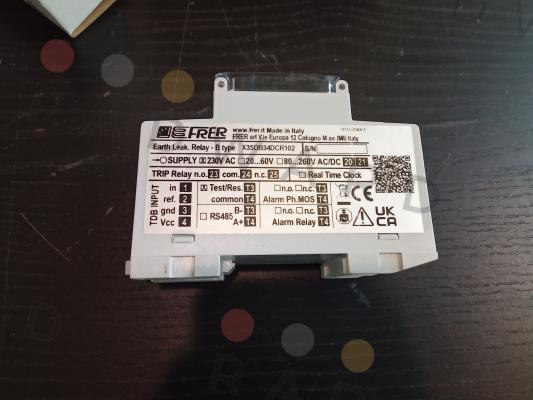 FRER www.frer.it Made in Italy
FRER srl V.le Europa 12 Cologno M.se (MI) Italy
Earth Leak. Relay - B type X35DB34DCR102 S/N
SUPPLY 230V AC 20...60V 80...260V AC/DC 20 21
TRIP Relay n.o. 23 com. 24 n.c. 25 Real Time Clock
TDB INPUT
in 1
ref. 2
gnd 3
Vcc 4
Test/Res. T3
common T4
RS485 B- T3
A+ T4
n.o. n.c. T3
Alarm Ph.MOS T4
n.o. n.c. T3
Alarm Relay T4
CE
UK
CA